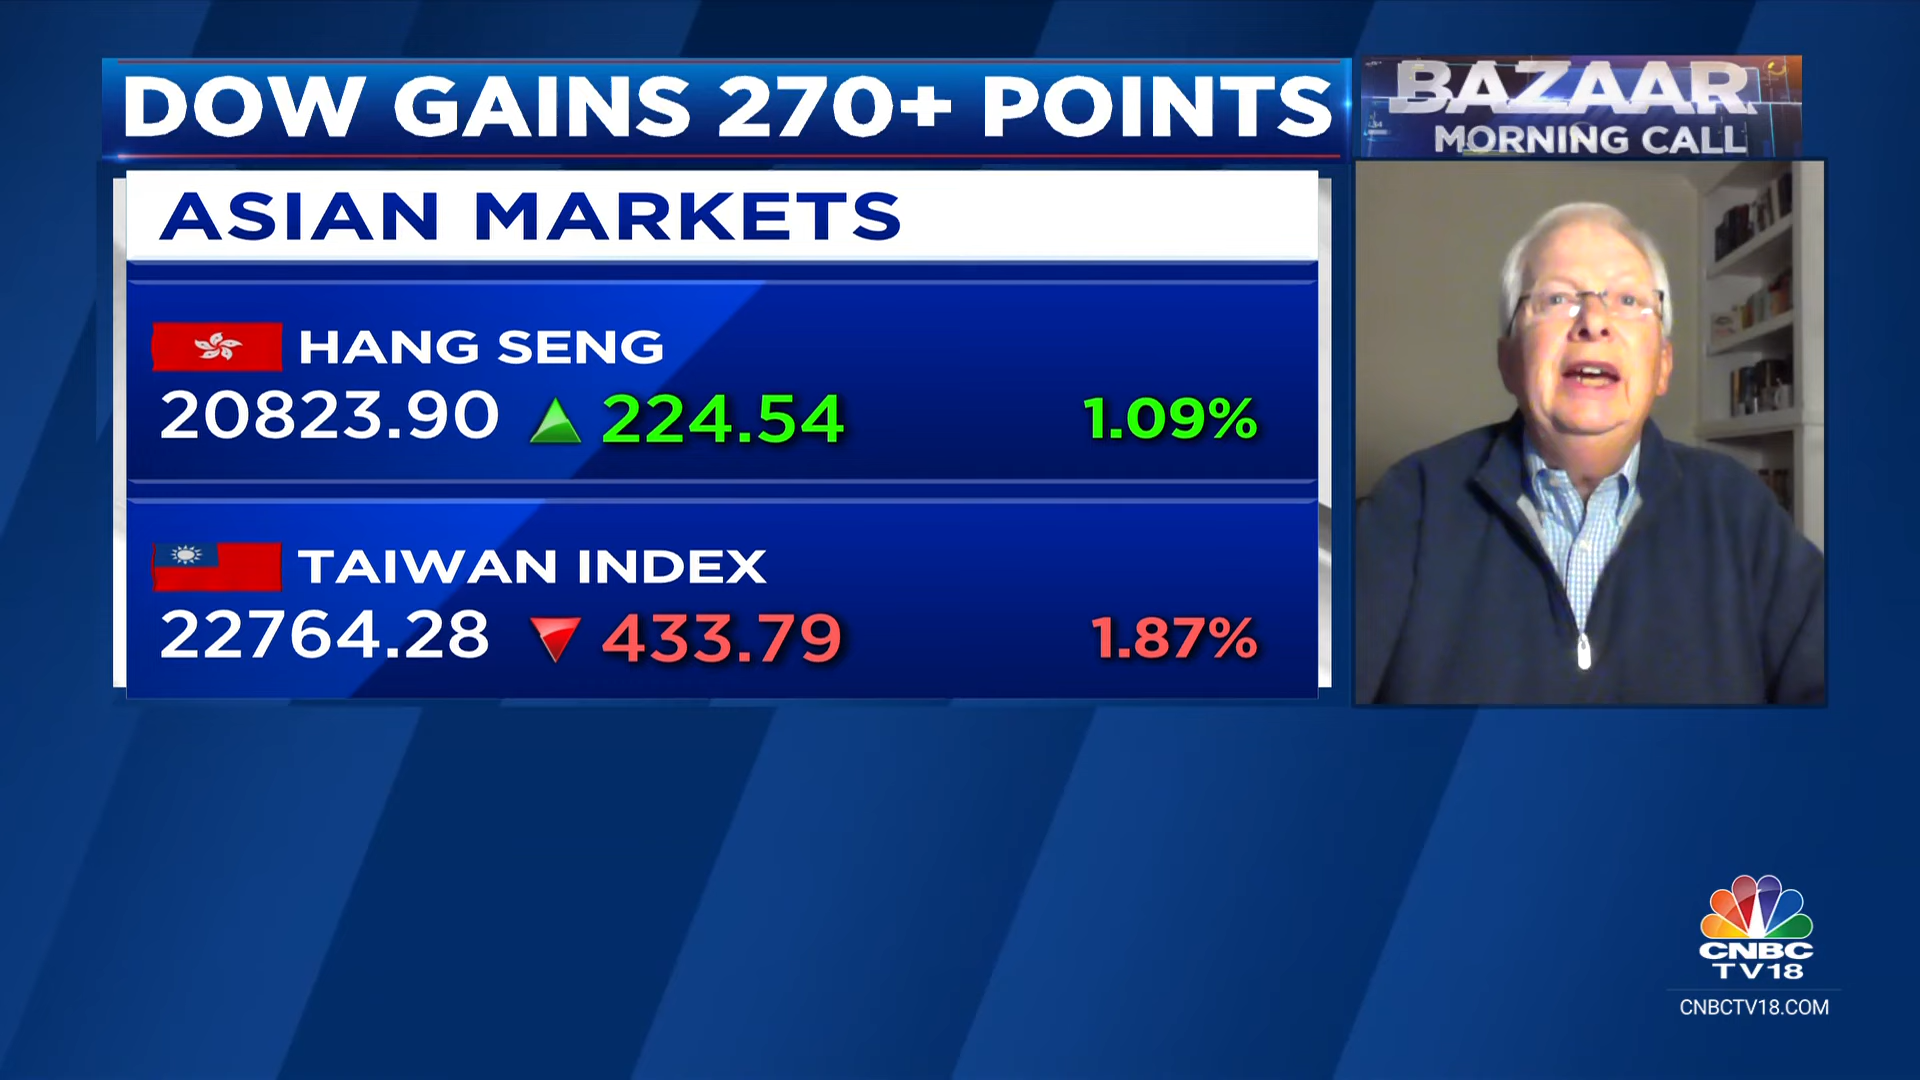 DOW GAINS 270+ POINTS
BAZAAR
MORNING CALL
ASIAN MARKETS
HANG SENG
20823.90 ▲ 224.54 1.09%
TAIWAN INDEX
22764.28 ▼ 433.79 1.87%
CNBC
TV18
CNBCTV18.COM